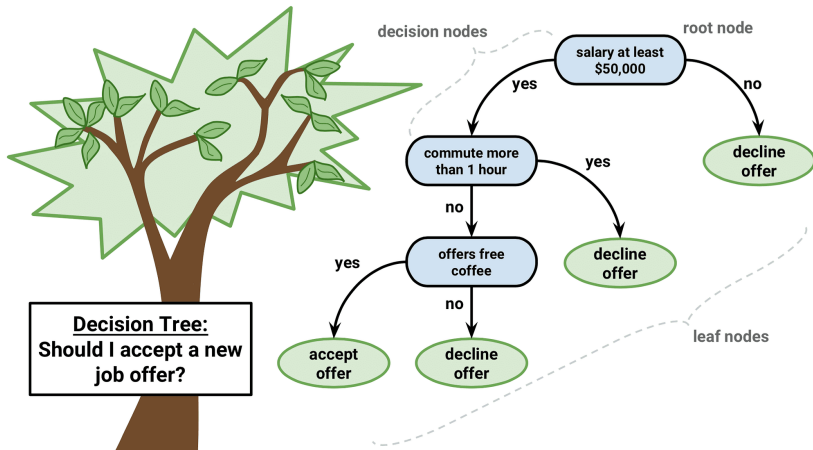 decision nodes
root node
salary at least
$50,000
yes
no
commute more
than 1 hour
yes
decline
offer
no
offers free
coffee
decline
offer
yes
no
Decision Tree:
Should I accept a new
job offer?
accept
offer
decline
offer
leaf nodes